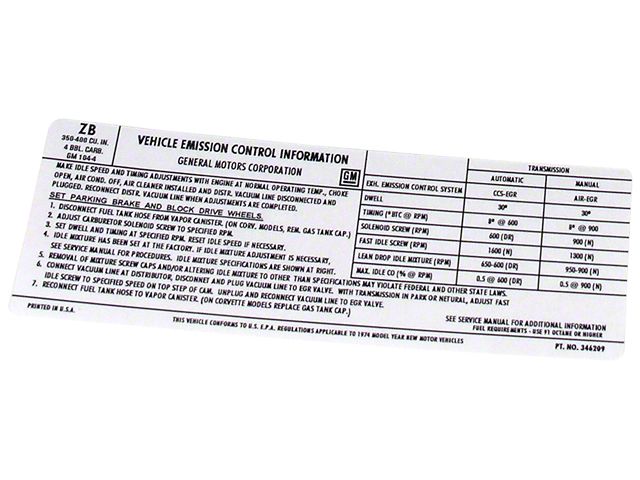 ZB
350-400 CU. IN.
4 BBL. CARB.
GM 104-4
VEHICLE EMISSION CONTROL INFORMATION
GENERAL MOTORS CORPORATION
GM
MAKE IDLE SPEED AND TIMING ADJUSTMENTS WITH ENGINE AT NORMAL OPERATING TEMP., CHOKE
OPEN, AIR COND. OFF, AIR CLEANER INSTALLED AND DISTR. VACUUM LINE DISCONNECTED AND
PLUGGED. RECONNECT DISTR. VACUUM LINE WHEN ADJUSTMENTS ARE COMPLETED.
SET PARKING BRAKE AND BLOCK DRIVE WHEELS.
1. DISCONNECT FUEL TANK HOSE FROM VAPOR CANISTER. (ON CORV. MODELS, REM. GAS TANK CAP.)
2. ADJUST CARBURETOR SOLENOID SCREW TO SPECIFIED RPM.
3. SET DWELL AND TIMING AT SPECIFIED RPM. RESET IDLE SPEED IF NECESSARY.
4. IDLE MIXTURE HAS BEEN SET AT THE FACTORY. IF IDLE MIXTURE ADJUSTMENT IS NECESSARY,
SEE SERVICE MANUAL FOR PROCEDURES. IDLE MIXTURE SPECIFICATIONS ARE SHOWN AT RIGHT.
5. REMOVAL OF MIXTURE SCREW CAPS AND/OR ALTERING IDLE MIXTURE TO OTHER THAN SPECIFICATIONS MAY VIOLATE FEDERAL AND OTHER STATE LAWS.
6. CONNECT VACUUM LINE AT DISTRIBUTOR, DISCONNECT AND PLUG VACUUM LINE TO EGR VALVE. WITH TRANSMISSION IN PARK OR NEUTRAL, ADJUST FAST
IDLE SCREW TO SPECIFIED SPEED ON TOP STEP OF CAM. UNPLUG AND RECONNECT VACUUM LINE TO EGR VALVE.
7. RECONNECT FUEL TANK HOSE TO VAPOR CANISTER. (ON CORVETTE MODELS REPLACE GAS TANK CAP.)
TRANSMISSION
AUTOMATIC MANUAL
EXH. EMISSION CONTROL SYSTEM CCS-EGR AIR-EGR
DWELL 30° 30°
TIMING (°BTC @ RPM) 8° @ 600 8° @ 900
SOLENOID SCREW (RPM) 600 (DR) 900 (N)
FAST IDLE SCREW (RPM) 1600 (N) 1300 (N)
LEAN DROP IDLE MIXTURE (RPM) 650-600 (DR) 950-900 (N)
MAX. IDLE CO (% @ RPM) 0.5 @ 600 (DR) 0.5 @ 900 (N)
SEE SERVICE MANUAL FOR ADDITIONAL INFORMATION
FUEL REQUIREMENTS - USE 91 OCTANE OR HIGHER
PRINTED IN U.S.A.
THIS VEHICLE CONFORMS TO U.S. E.P.A. REGULATIONS APPLICABLE TO 1974 MODEL YEAR NEW MOTOR VEHICLES
PT. NO. 346209